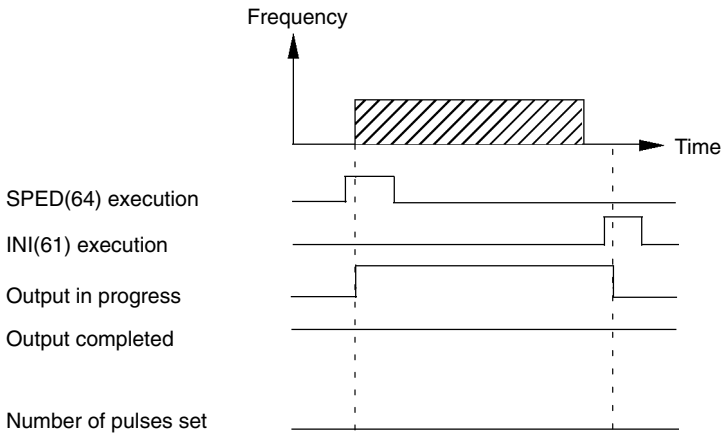 Frequency
Time
SPED(64) execution
INI(61) execution
Output in progress
Output completed
Number of pulses set